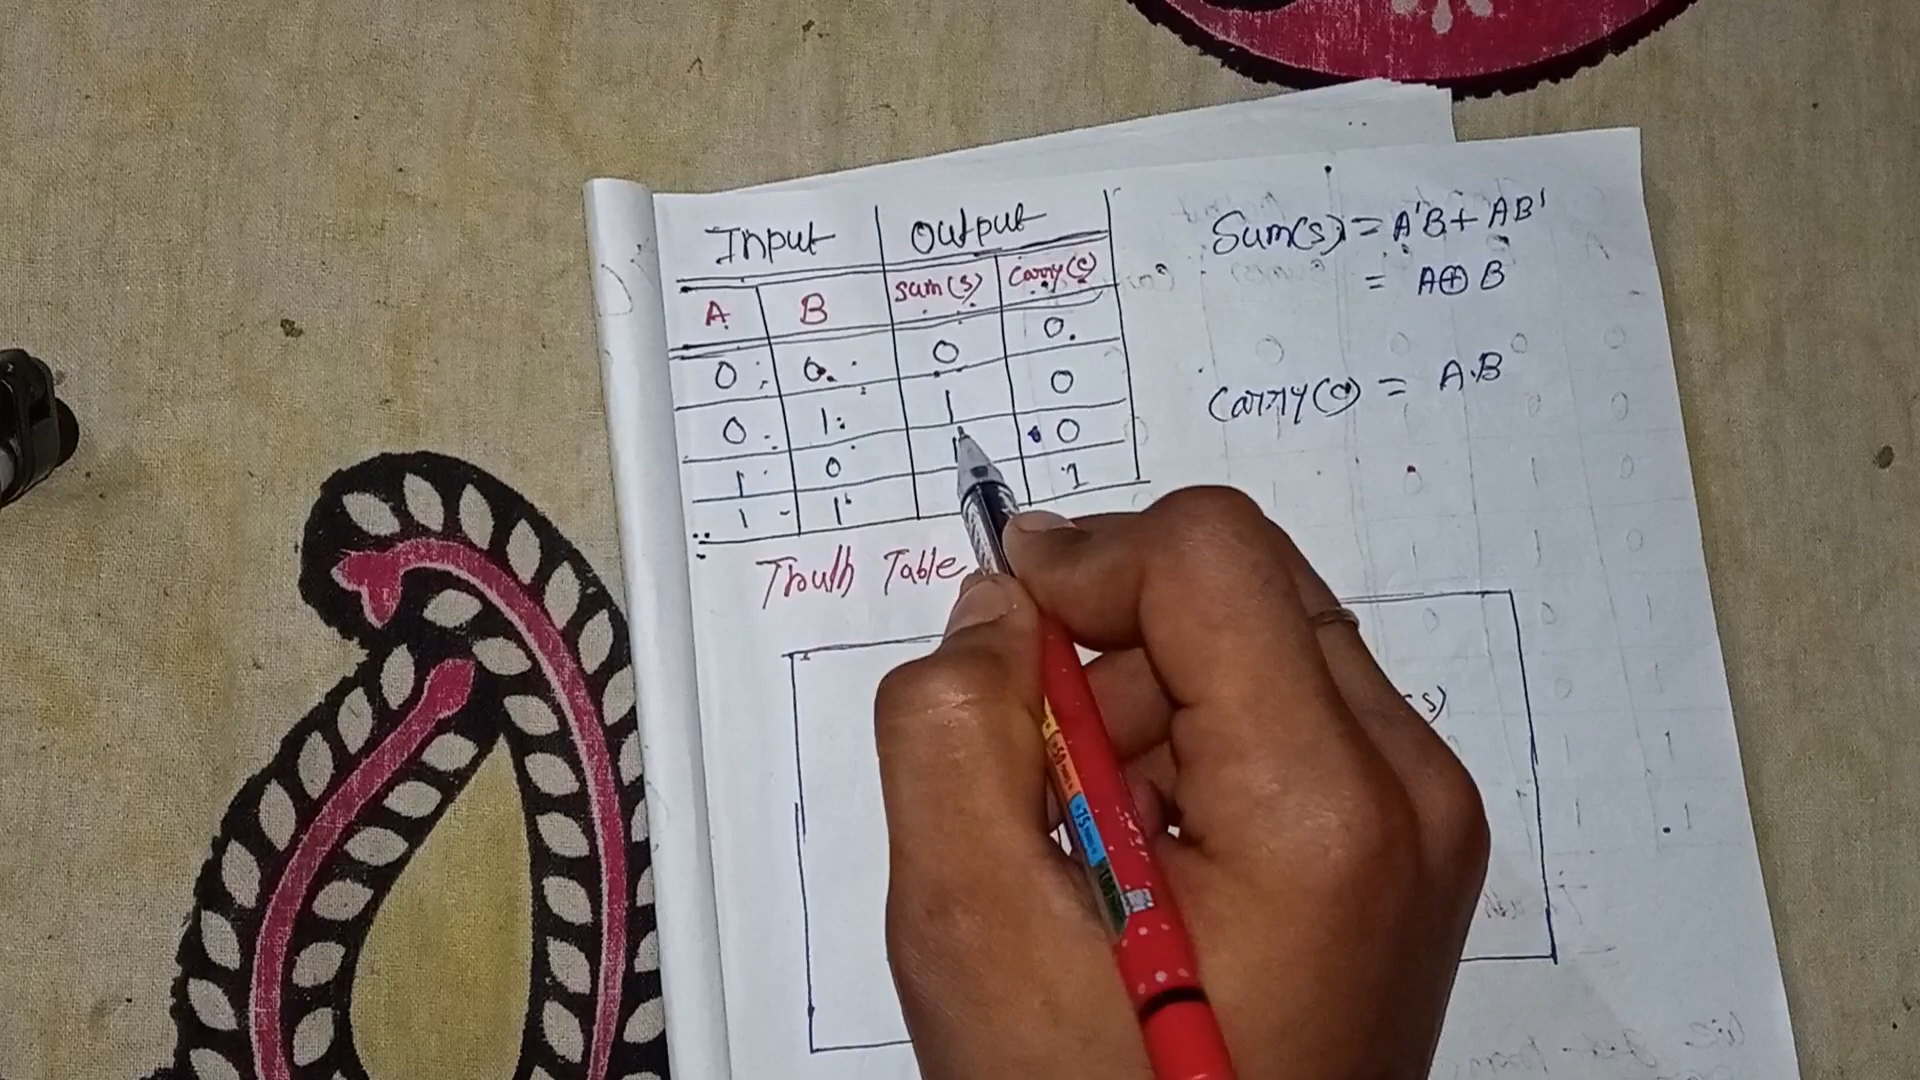 Input Output
A B Sum(s) Carry(c)
0 0 0 0
0 1 1 0
1 0 1 0
1 1 1
Truth Table
Sum(s) = A'B + AB'
= A⊕B
Carry(c) = A.B
s)